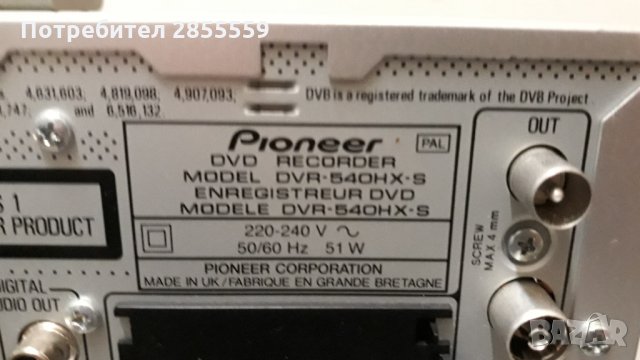 Потребител 2855559
4,631,603; 4,819,098; 4,907,093;
,747; and 6,516,132.
DVB is a registered trademark of the DVB Project.
OUT
Pioneer
PAL
DVD RECORDER
MODEL DVR-540HX-S
ENREGISTREUR DVD
MODELE DVR-540HX-S
S 1
R PRODUCT
220-240 V
50/60 Hz 51 W
SCREW
MAX 4 mm
PIONEER CORPORATION
MADE IN UK/FABRIQUE EN GRANDE BRETAGNE
DIGITAL
AUDIO OUT
BAZAR